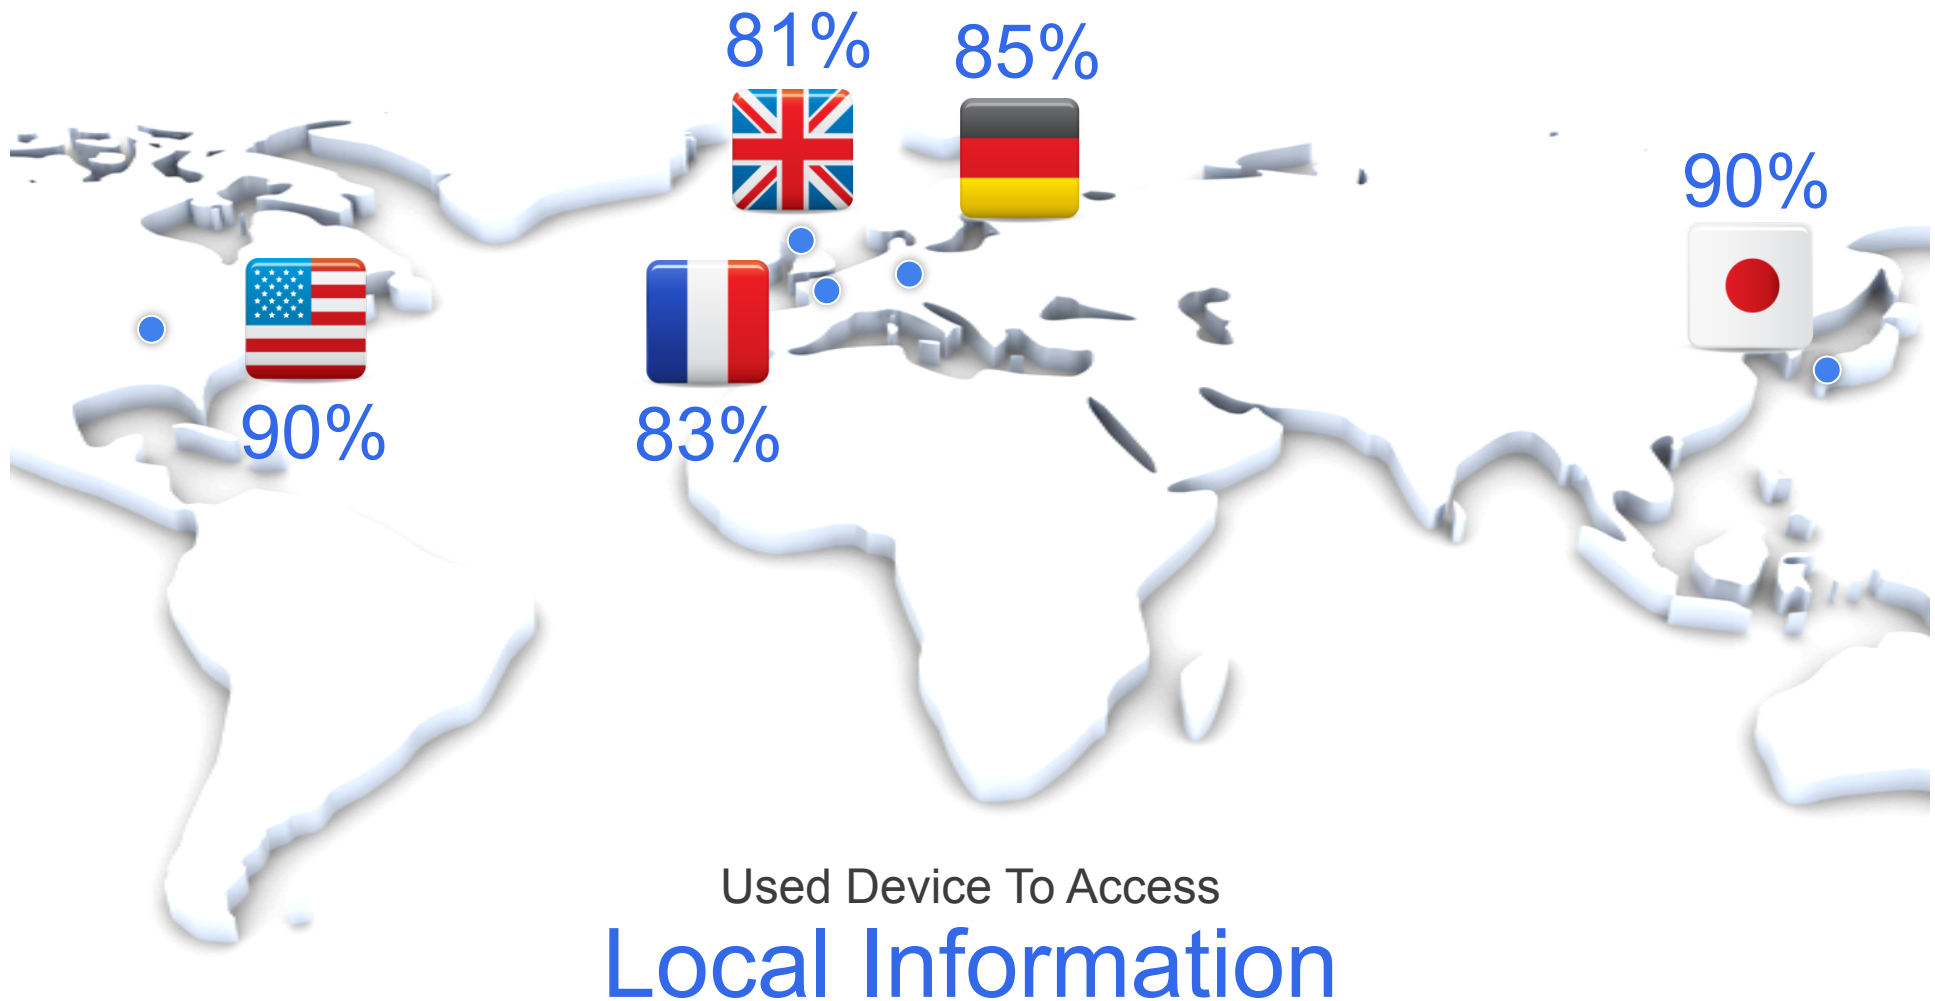 81%
85%
90%
90%
83%
Used Device To Access
Local Information